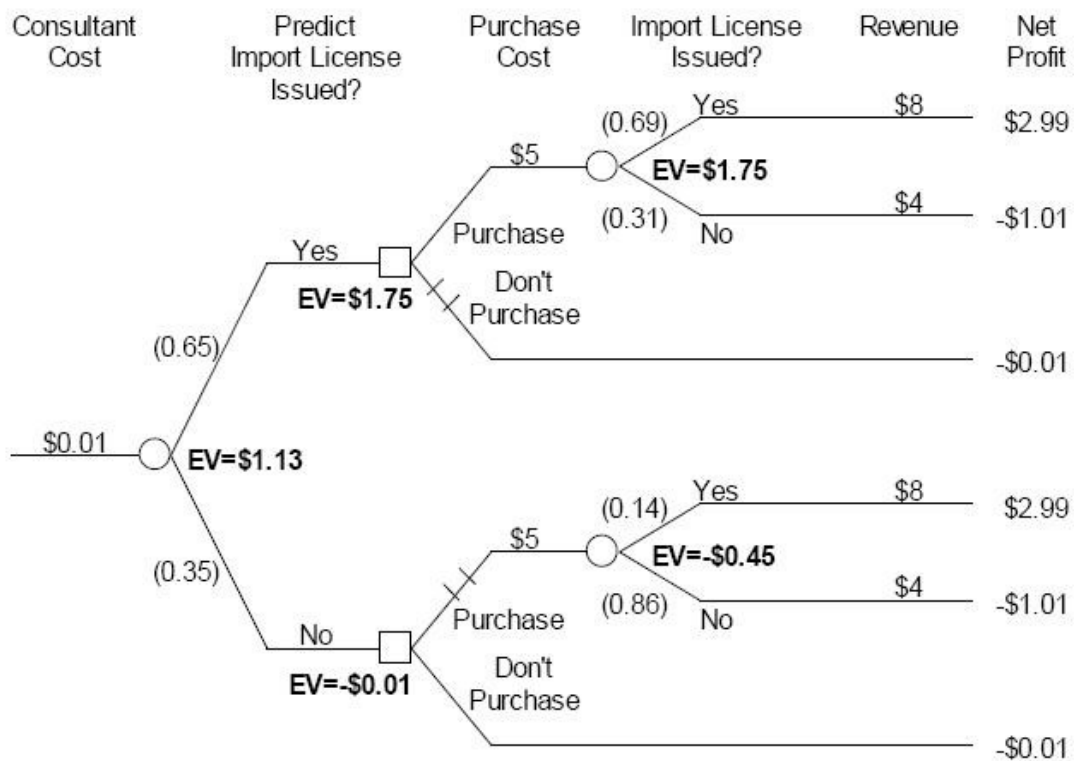 Consultant
Cost
Predict
Import License
Issued?
Purchase
Cost
Import License
Issued?
Revenue
Net
Profit
Yes
$8
$2.99
(0.69)
$5
EV=$1.75
(0.31)
No
$4
-$1.01
Purchase
Yes
EV=$1.75
Don't
Purchase
(0.65)
-$0.01
$0.01
EV=$1.13
Yes
$8
$2.99
(0.14)
$5
EV=-$0.45
(0.35)
(0.86)
No
$4
-$1.01
Purchase
No
EV=-$0.01
Don't
Purchase
-$0.01